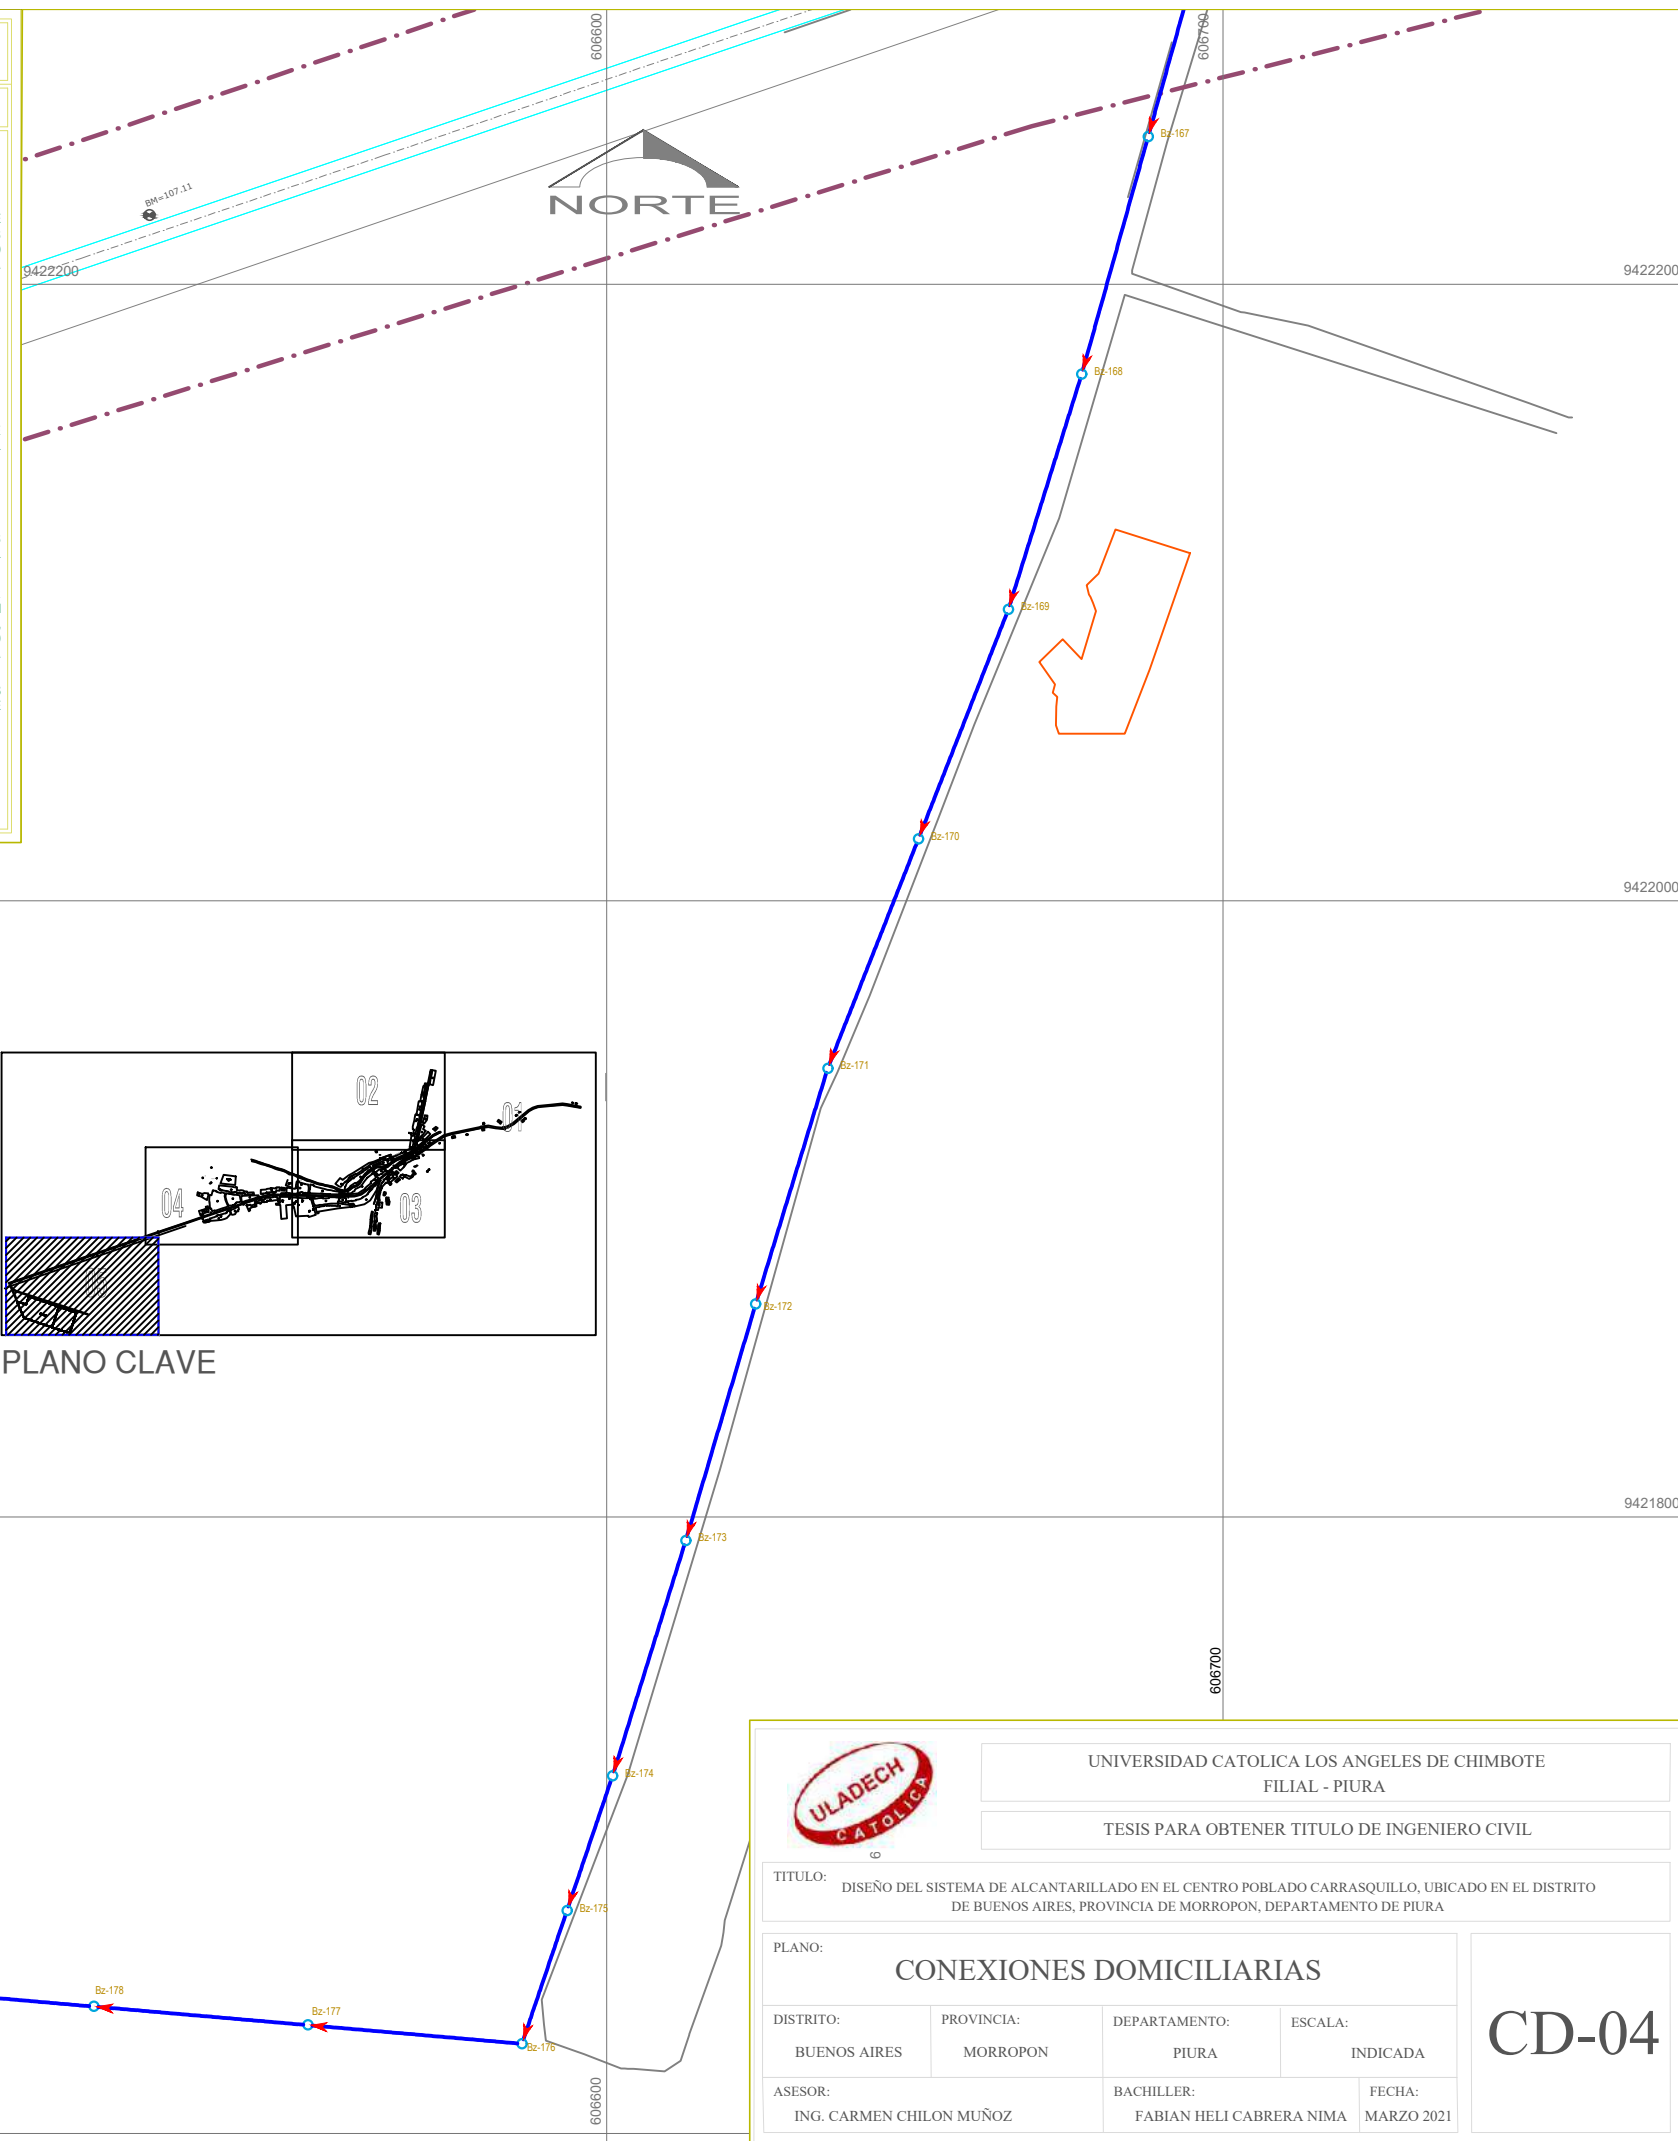 606600
606700
Bz-167
BM=107.11
NORTE
9422200
9422200
Bz-168
Bz-169
Bz-170
9422000
Bz-171
02
01
04
03
05
Bz-172
PLANO CLAVE
9421800
Bz-173
606700
Bz-174
Bz-175
Bz-178
Bz-177
Bz-176
606600
ULADECH
CATOLICA
UNIVERSIDAD CATOLICA LOS ANGELES DE CHIMBOTE
FILIAL - PIURA
TESIS PARA OBTENER TITULO DE INGENIERO CIVIL
6
TITULO:
DISEÑO DEL SISTEMA DE ALCANTARILLADO EN EL CENTRO POBLADO CARRASQUILLO, UBICADO EN EL DISTRITO
DE BUENOS AIRES, PROVINCIA DE MORROPON, DEPARTAMENTO DE PIURA
PLANO:
CONEXIONES DOMICILIARIAS
DISTRITO:
BUENOS AIRES
PROVINCIA:
MORROPON
DEPARTAMENTO:
PIURA
ESCALA:
INDICADA
CD-04
ASESOR:
ING. CARMEN CHILON MUÑOZ
BACHILLER:
FABIAN HELI CABRERA NIMA
FECHA:
MARZO 2021